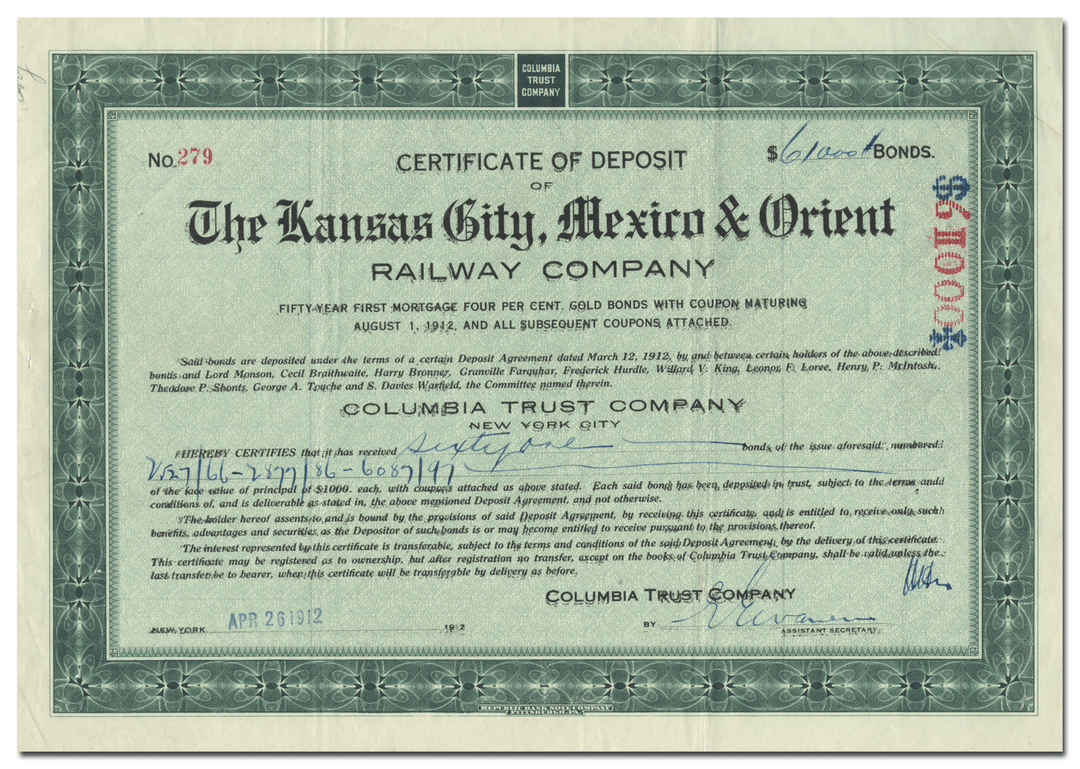 COLUMBIA
TRUST
COMPANY
No. 279
$61000 BONDS.
CERTIFICATE OF DEPOSIT
OF
The Kansas City, Mexico & Orient
RAILWAY COMPANY
FIFTY-YEAR FIRST MORTGAGE FOUR PER CENT. GOLD BONDS WITH COUPON MATURING
AUGUST 1, 1912, AND ALL SUBSEQUENT COUPONS ATTACHED.
Said bonds are deposited under the terms of a certain Deposit Agreement dated March 12, 1912, by and between certain holders of the above described
bonds and Lord Monson, Cecil Braithwaite, Harry Bronner, Granville Farquhar, Frederick Hurdle, Willard V. King, Leonor F. Loree, Henry P. McIntosh,
Theodore P. Shonts, George A. Touche and S. Davies Warfield, the Committee named therein.
COLUMBIA TRUST COMPANY
NEW YORK CITY
HEREBY CERTIFIES that it has received sixty one bonds of the issue aforesaid, numbered
/66-2877/86-6087/97
of the face value of principal of $1000. each, with coupons attached as above stated. Each said bond has been deposited in trust, subject to the terms and
conditions of, and is deliverable as stated in, the above mentioned Deposit Agreement, and not otherwise.
The holder hereof assents to and is bound by the provisions of said Deposit Agreement, by receiving this certificate, and is entitled to receive only such
benefits, advantages and securities as the Depositor of such bonds is or may become entitled to receive pursuant to the provisions thereof.
The interest represented by this certificate is transferable, subject to the terms and conditions of the said Deposit Agreement, by the delivery of this certificate.
This certificate may be registered as to ownership, but after registration no transfer, except on the books of Columbia Trust Company, shall be valid unless the
last transfer be to bearer, when this certificate will be transferable by delivery as before.
COLUMBIA TRUST COMPANY
NEW YORK APR 26 1912 1912
BY
ASSISTANT SECRETARY.
REPUBLIC BANK NOTE COMPANY
PITTSBURGH, PA.